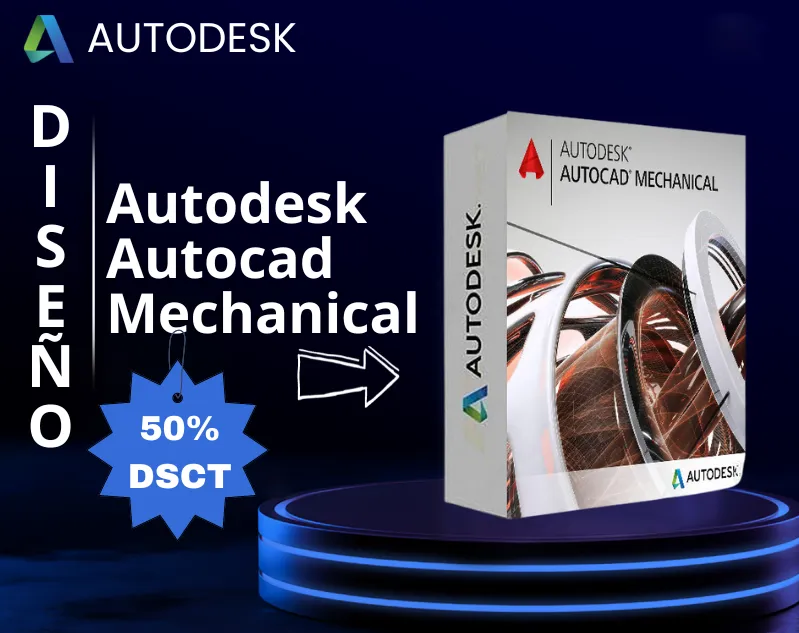 AUTODESK
DISEÑO
Autodesk
Autocad
Mechanical
50%
DSCT
AUTODESK®
AUTOCAD® MECHANICAL
AUTODESK.
AUTODESK.